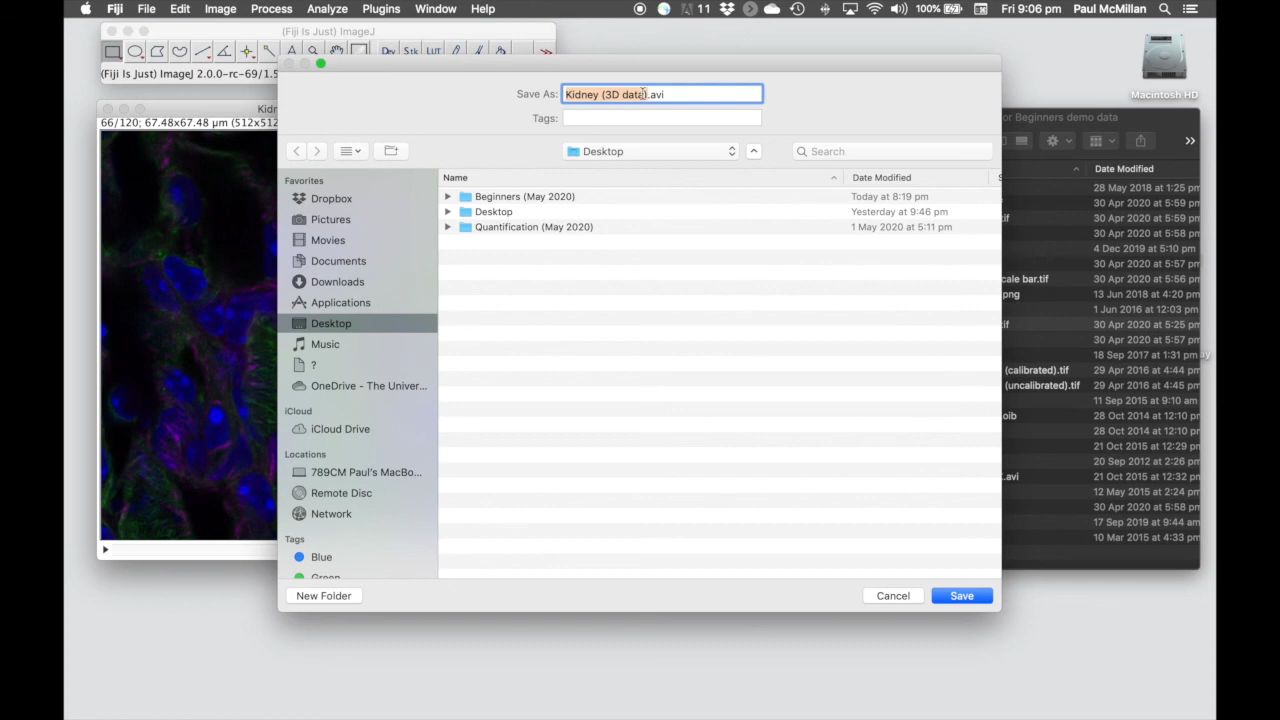 Fiji File Edit Image Process Analyze Plugins Window Help 11 100% Fri 9:06 pm Paul McMillan
(Fiji Is Just) ImageJ
Dev Stk LUT
(Fiji Is Just) ImageJ 2.0.0-rc-69/1.5
Kidn
66/120; 67.48x67.48 µm (512x512
Macintosh HD
or Beginners demo data
Date Modified
28 May 2018 at 1:25 pm
30 Apr 2020 at 5:59 pm
tif 30 Apr 2020 at 5:59 pm
30 Apr 2020 at 5:58 pm
4 Dec 2019 at 5:10 pm
30 Apr 2020 at 5:57 pm
cale bar.tif 30 Apr 2020 at 5:56 pm
png 13 Jun 2018 at 4:20 pm
1 Jun 2016 at 12:03 pm
tif 30 Apr 2020 at 5:25 pm
30 Apr 2020 at 5:57 pm
18 Sep 2017 at 1:31 pm ay
(calibrated).tif 29 Apr 2016 at 4:44 pm
(uncalibrated).tif 29 Apr 2016 at 4:45 pm
11 Sep 2015 at 9:10 am
oib 28 Oct 2014 at 12:10 pm
28 Oct 2014 at 12:10 pm
21 Oct 2015 at 12:29 pm
20 Sep 2012 at 2:26 pm
.avi 21 Oct 2015 at 12:32 pm
12 May 2015 at 2:24 pm
30 Apr 2020 at 5:58 pm
17 Sep 2019 at 9:44 am
10 Mar 2015 at 4:33 pm
Save As: Kidney (3D data).avi
Tags:
Desktop
Search
Favorites
Dropbox
Pictures
Movies
Documents
Downloads
Applications
Desktop
Music
?
OneDrive - The Univer...
iCloud
iCloud Drive
Locations
789CM Paul's MacBo...
Remote Disc
Network
Tags
Blue
Green
Name Date Modified S
Beginners (May 2020) Today at 8:19 pm
Desktop Yesterday at 9:46 pm
Quantification (May 2020) 1 May 2020 at 5:11 pm
New Folder Cancel Save